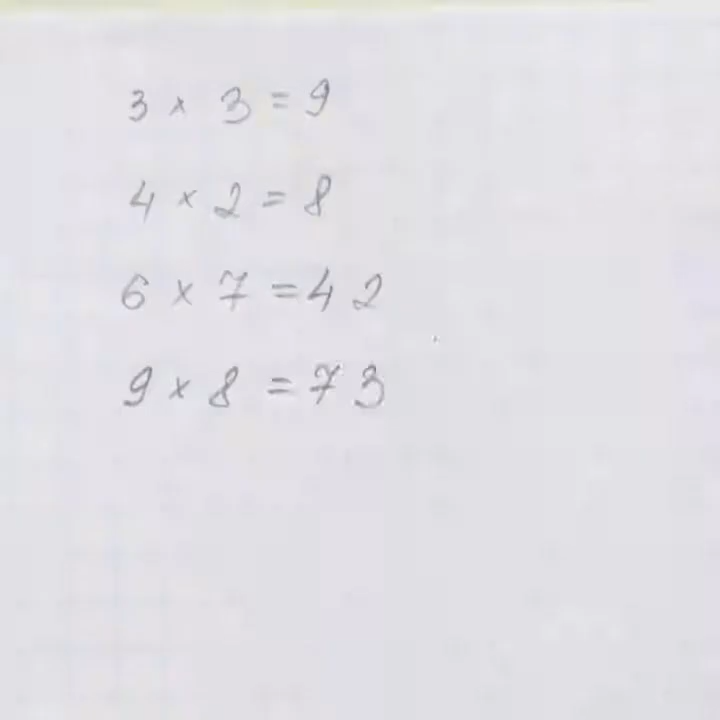 3 × 3 = 9
4 × 2 = 8
6 × 7 = 42
9 × 8 = 73